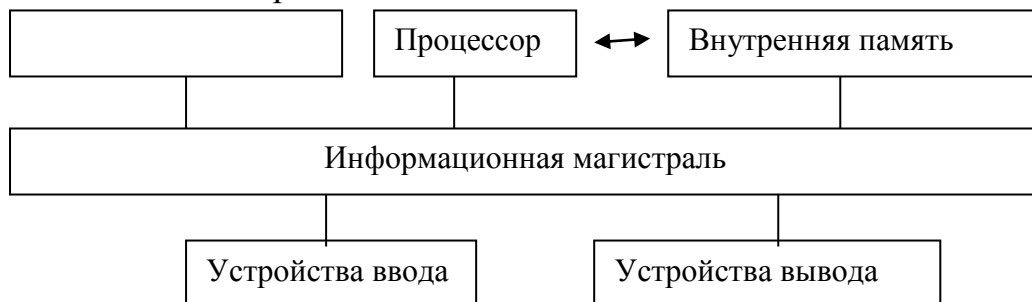 Процессор
Внутренняя память
Информационная магистраль
Устройства ввода
Устройства вывода